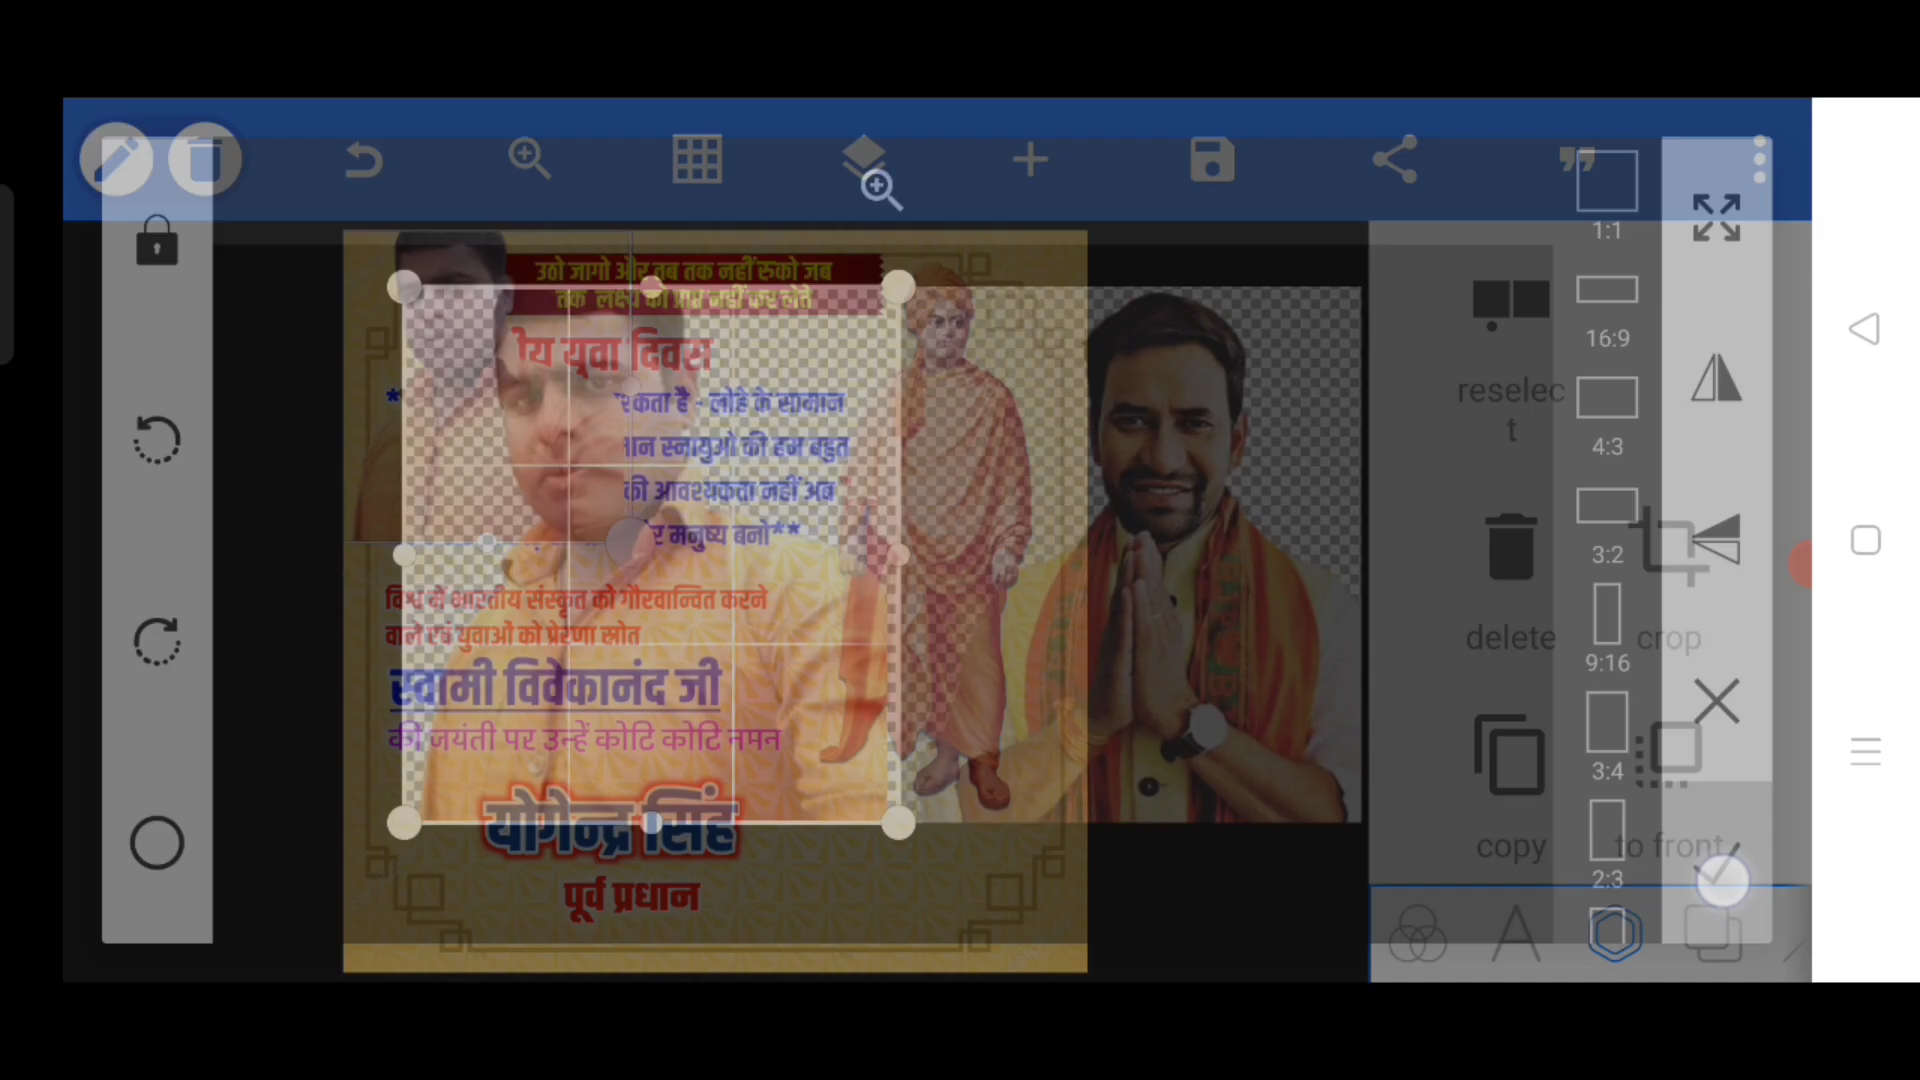 उठो जागो और तब तक नहीं रुको जब
तक लक्ष्य को प्राप्त नहीं कर लेते
ीय युवा दिवस
श्यकता है - लोहे के सामान
स्नायुओ की हम बहुत
की आवश्यकता नहीं अब
र मनुष्य बनो**
विश्व में भारतीय संस्कृत को गौरवान्वित करने
वाले एवं युवाओं को प्रेरणा स्रोत
स्वामी विवेकानंद जी
की जयंती पर उन्हें कोटि कोटि नमन
योगेन्द्र सिंह
पूर्व प्रधान
1:1
16:9
4:3
3:2
9:16
3:4
2:3
reselec
t
delete
crop
copy
to front